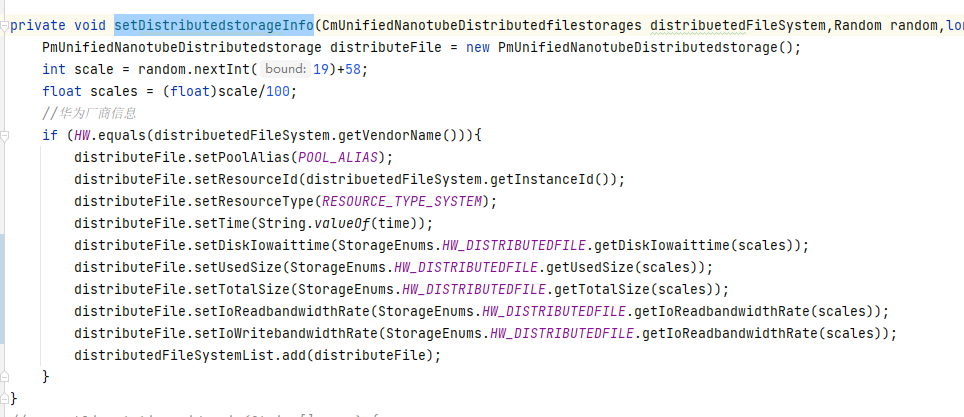 private void setDistributedstorageInfo(CmUnifiedNanotubeDistributedfilestorages distribuetedFileSystem,Random random,lon
PmUnifiedNanotubeDistributedstorage distributeFile = new PmUnifiedNanotubeDistributedstorage();
int scale = random.nextInt( bound: 19)+58;
float scales = (float)scale/100;
//华为厂商信息
if (HW.equals(distribuetedFileSystem.getVendorName())){
distributeFile.setPoolAlias(POOL_ALIAS);
distributeFile.setResourceId(distribuetedFileSystem.getInstanceId());
distributeFile.setResourceType(RESOURCE_TYPE_SYSTEM);
distributeFile.setTime(String.valueOf(time));
distributeFile.setDiskIowaittime(StorageEnums.HW_DISTRIBUTEDFILE.getDiskIowaittime(scales));
distributeFile.setUsedSize(StorageEnums.HW_DISTRIBUTEDFILE.getUsedSize(scales));
distributeFile.setTotalSize(StorageEnums.HW_DISTRIBUTEDFILE.getTotalSize(scales));
distributeFile.setIoReadbandwidthRate(StorageEnums.HW_DISTRIBUTEDFILE.getIoReadbandwidthRate(scales));
distributeFile.setIoWritebandwidthRate(StorageEnums.HW_DISTRIBUTEDFILE.getIoWritebandwidthRate(scales));
distributedFileSystemList.add(distributeFile);
}
}